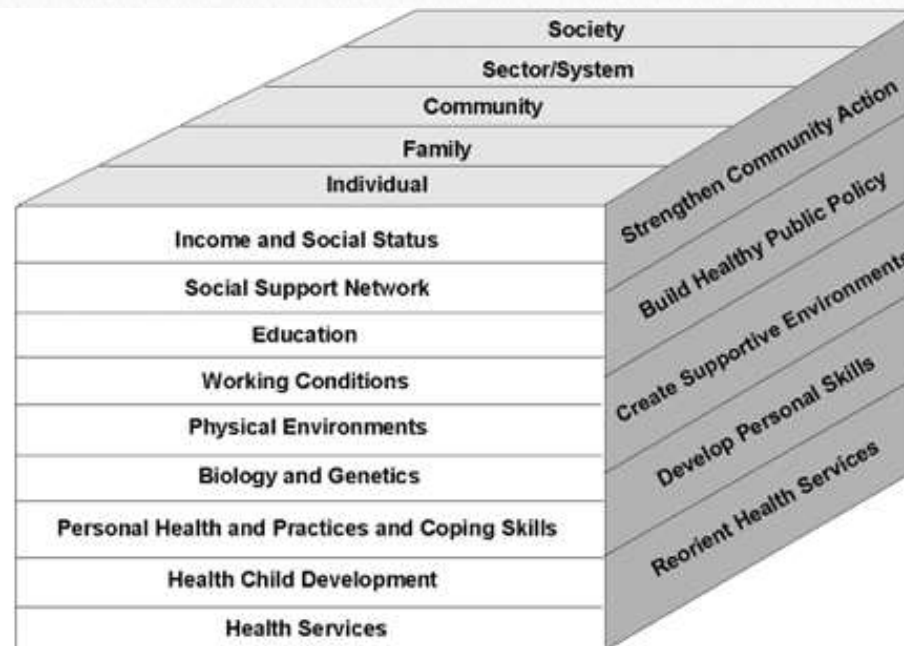 Society
Sector/System
Community
Family
Individual
Income and Social Status
Social Support Network
Education
Working Conditions
Physical Environments
Biology and Genetics
Personal Health and Practices and Coping Skills
Health Child Development
Health Services
Strengthen Community Action
Build Healthy Public Policy
Create Supportive Environments
Develop Personal Skills
Reorient Health Services